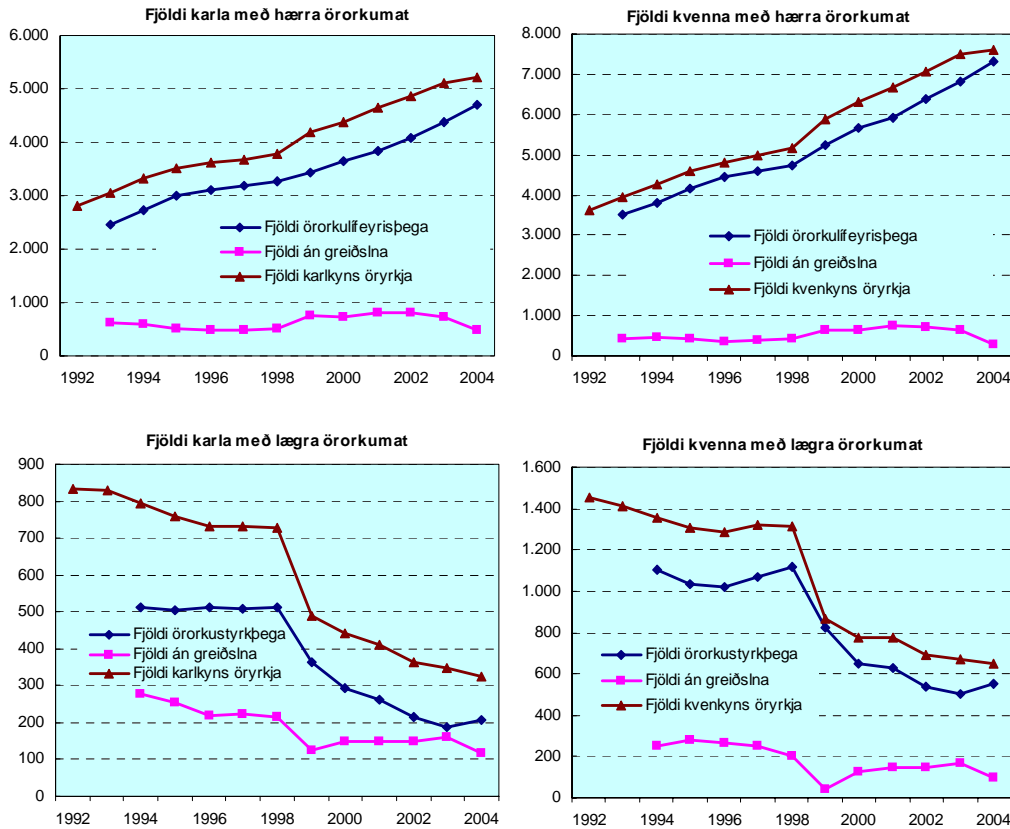 Fjöldi karla með hærra örorkumat
6.000
5.000
4.000
3.000
2.000
1.000
0
Fjöldi örorkulífeyrisþega
Fjöldi án greiðslna
Fjöldi karlkyns öryrkja
1992 1994 1996 1998 2000 2002 2004
Fjöldi kvenna með hærra örorkumat
8.000
7.000
6.000
5.000
4.000
3.000
2.000
1.000
0
Fjöldi örorkulífeyrisþega
Fjöldi án greiðslna
Fjöldi kvenkyns öryrkja
1992 1994 1996 1998 2000 2002 2004
Fjöldi karla með lægra örorkumat
900
800
700
600
500
400
300
200
100
0
Fjöldi örorkustyrkþega
Fjöldi án greiðslna
Fjöldi karlkyns öryrkja
1992 1994 1996 1998 2000 2002 2004
Fjöldi kvenna með lægra örorkumat
1.600
1.400
1.200
1.000
800
600
400
200
0
Fjöldi örorkustyrkþega
Fjöldi án greiðslna
Fjöldi kvenkyns öryrkja
1992 1994 1996 1998 2000 2002 2004